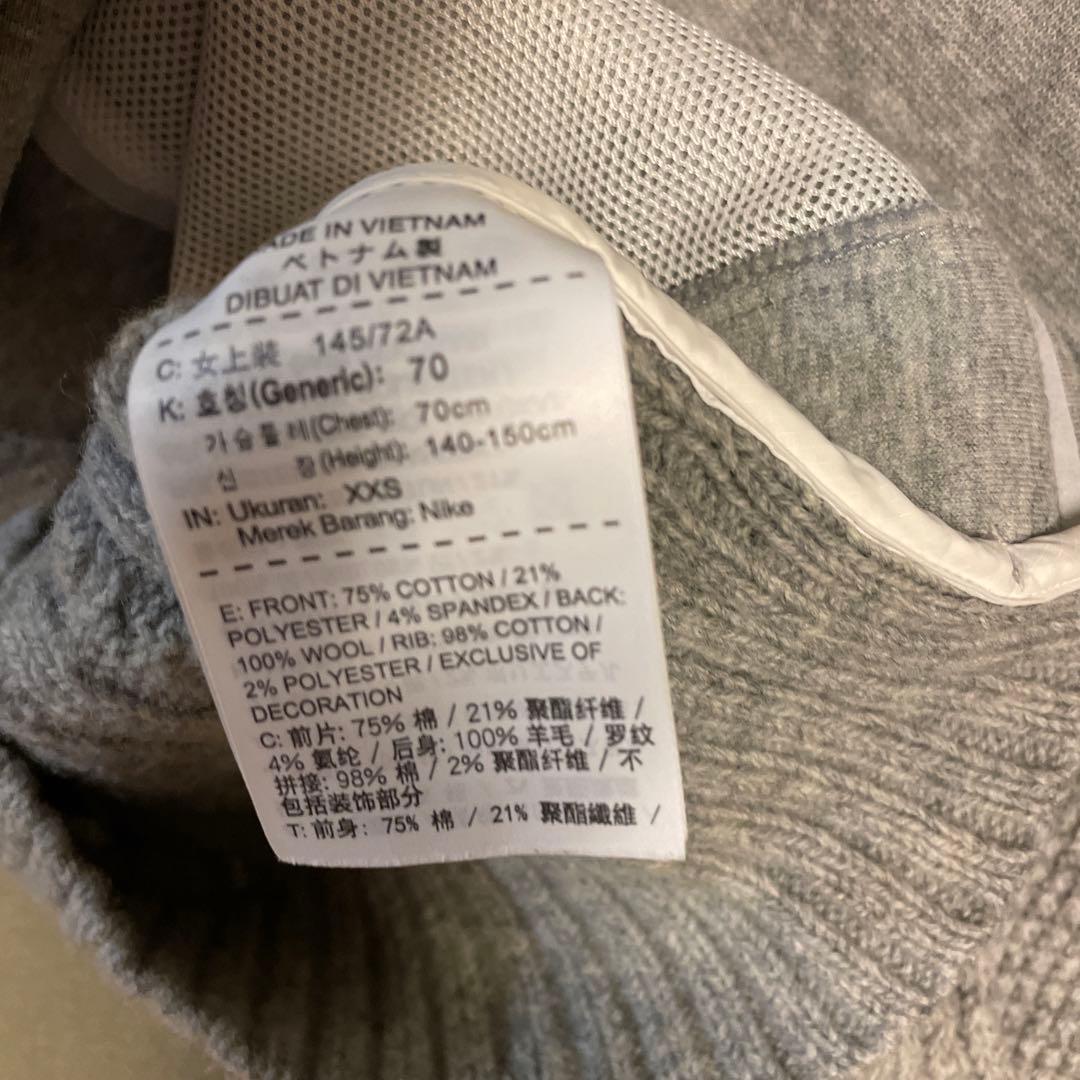 ADE IN VIETNAM
ベトナム製
DIBUAT DI VIETNAM
C: 女上裝 145/72A
K: 호칭(Generic): 70
가슴둘레(Chest): 70cm
신 장(Height): 140-150cm
IN: Ukuran: XXS
Merek Barang: Nike
E: FRONT: 75% COTTON / 21%
POLYESTER / 4% SPANDEX / BACK:
100% WOOL / RIB: 98% COTTON /
2% POLYESTER / EXCLUSIVE OF
DECORATION
C: 前片: 75% 棉 / 21% 聚酯纤维 /
4% 氨纶 / 后身: 100% 羊毛 / 罗纹
拼接: 98% 棉 / 2% 聚酯纤维 / 不
包括装饰部分
T: 前身: 75% 棉 / 21% 聚酯纖維 /